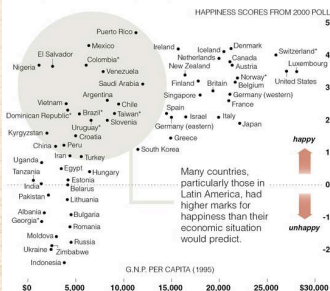 HAPPINESS SCORES FROM 2000 POLL
Puerto Rico
5
Mexico
Ireland
Iceland
Denmark
El Salvador
Colombia*
Netherlands
Canada
Switzerland*
4
Nigeria
Venezuela
New Zealand
Austria
Luxembourg
Saudi Arabia
Finland
Norway*
Belgium
United States
Argentina
Singapore
Britain
Germany (western)
3
Vietnam
Chile
France
Dominican Republic*
Brazil*
Taiwan*
Spain
Israel
Italy
Uruguay*
Slovenia
Germany (eastern)
Japan
2
Kyrgyzstan
Croatia
Greece
China
Peru
South Korea
happy
1
Iran
Turkey
Uganda
Egypt
Hungary
Tanzania
Estonia
Many countries,
particularly those in
Latin America, had
higher marks for
happiness than their
economic situation
would predict.
India
Belarus
0
Pakistan
Lithuania
Albania
Bulgaria
-1
Georgia*
Romania
unhappy
Moldova
Russia
Ukraine
Zimbabwe
-2
Indonesia
$0
5,000
10,000
15,000
20,000
25,000
$30,000
G.N.P. PER CAPITA (1995)